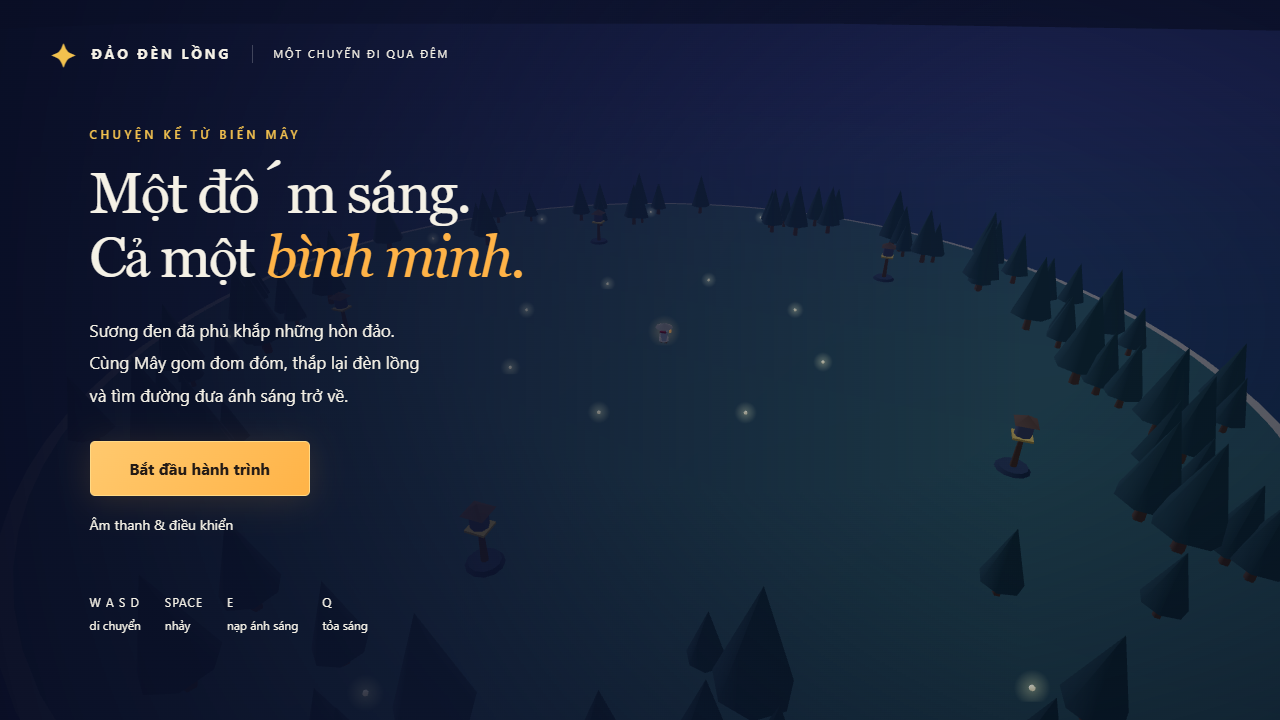 ĐẢO ĐÈN LỒNG
MỘT CHUYẾN ĐI QUA ĐÊM
CHUYỆN KỂ TỪ BIỂN MÂY
Một đốm sáng.
Cả một bình minh.
Sương đen đã phủ khắp những hòn đảo.
Cùng Mây gom đom đóm, thắp lại đèn lồng
và tìm đường đưa ánh sáng trở về.
Bắt đầu hành trình
Âm thanh & điều khiển
W A S D SPACE E Q
di chuyển nhảy nạp ánh sáng tỏa sáng